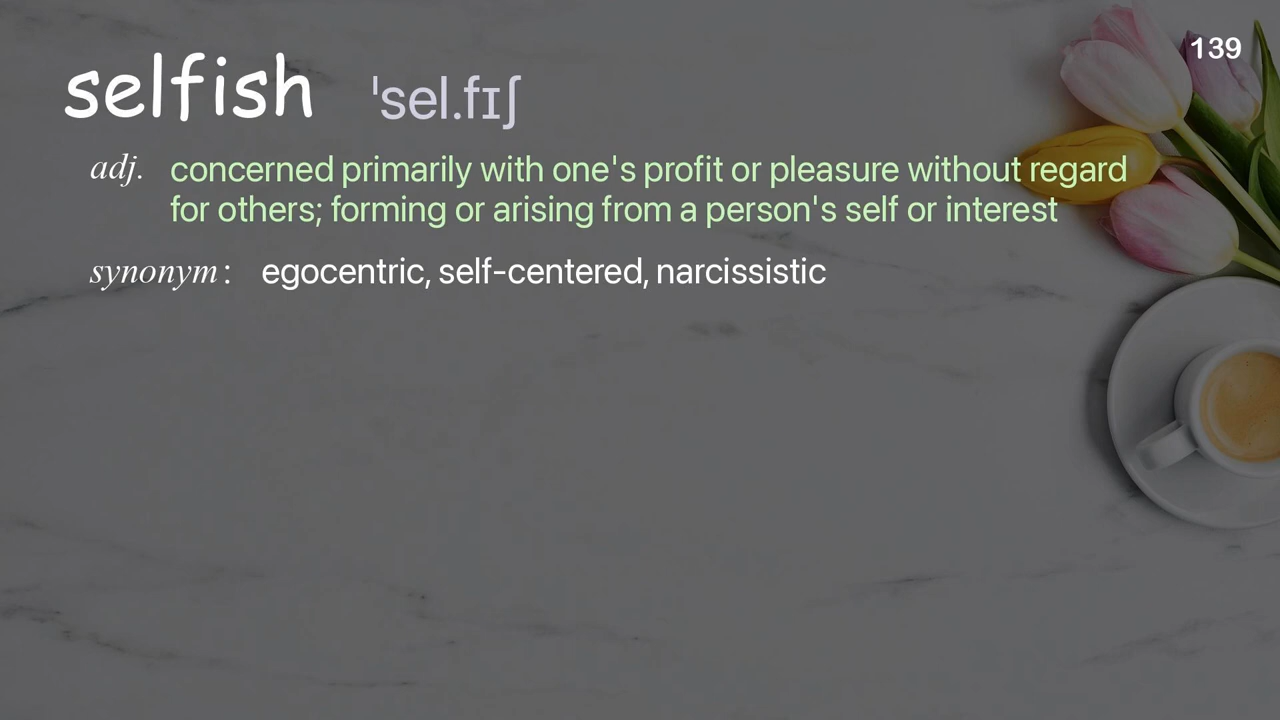 139
selfish ˈsel.fɪʃ
adj. concerned primarily with one's profit or pleasure without regard
for others; forming or arising from a person's self or interest
synonym: egocentric, self-centered, narcissistic